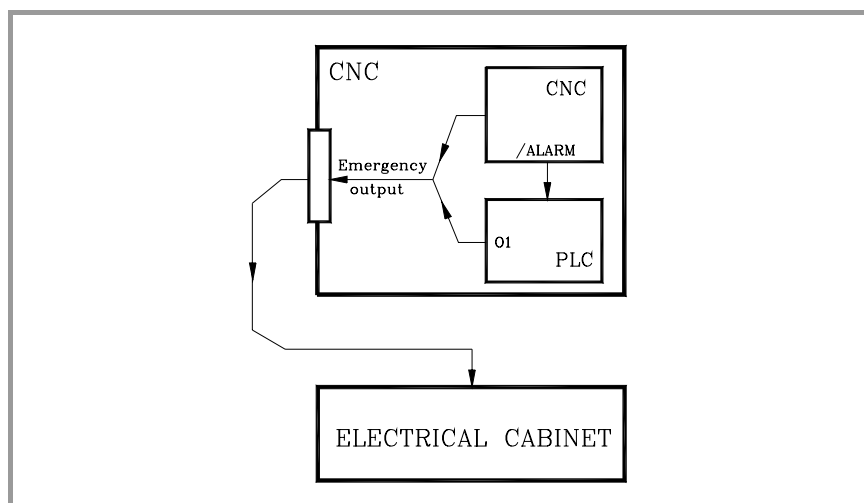 CNC
CNC
/ALARM
Emergency
output
O1
PLC
ELECTRICAL CABINET